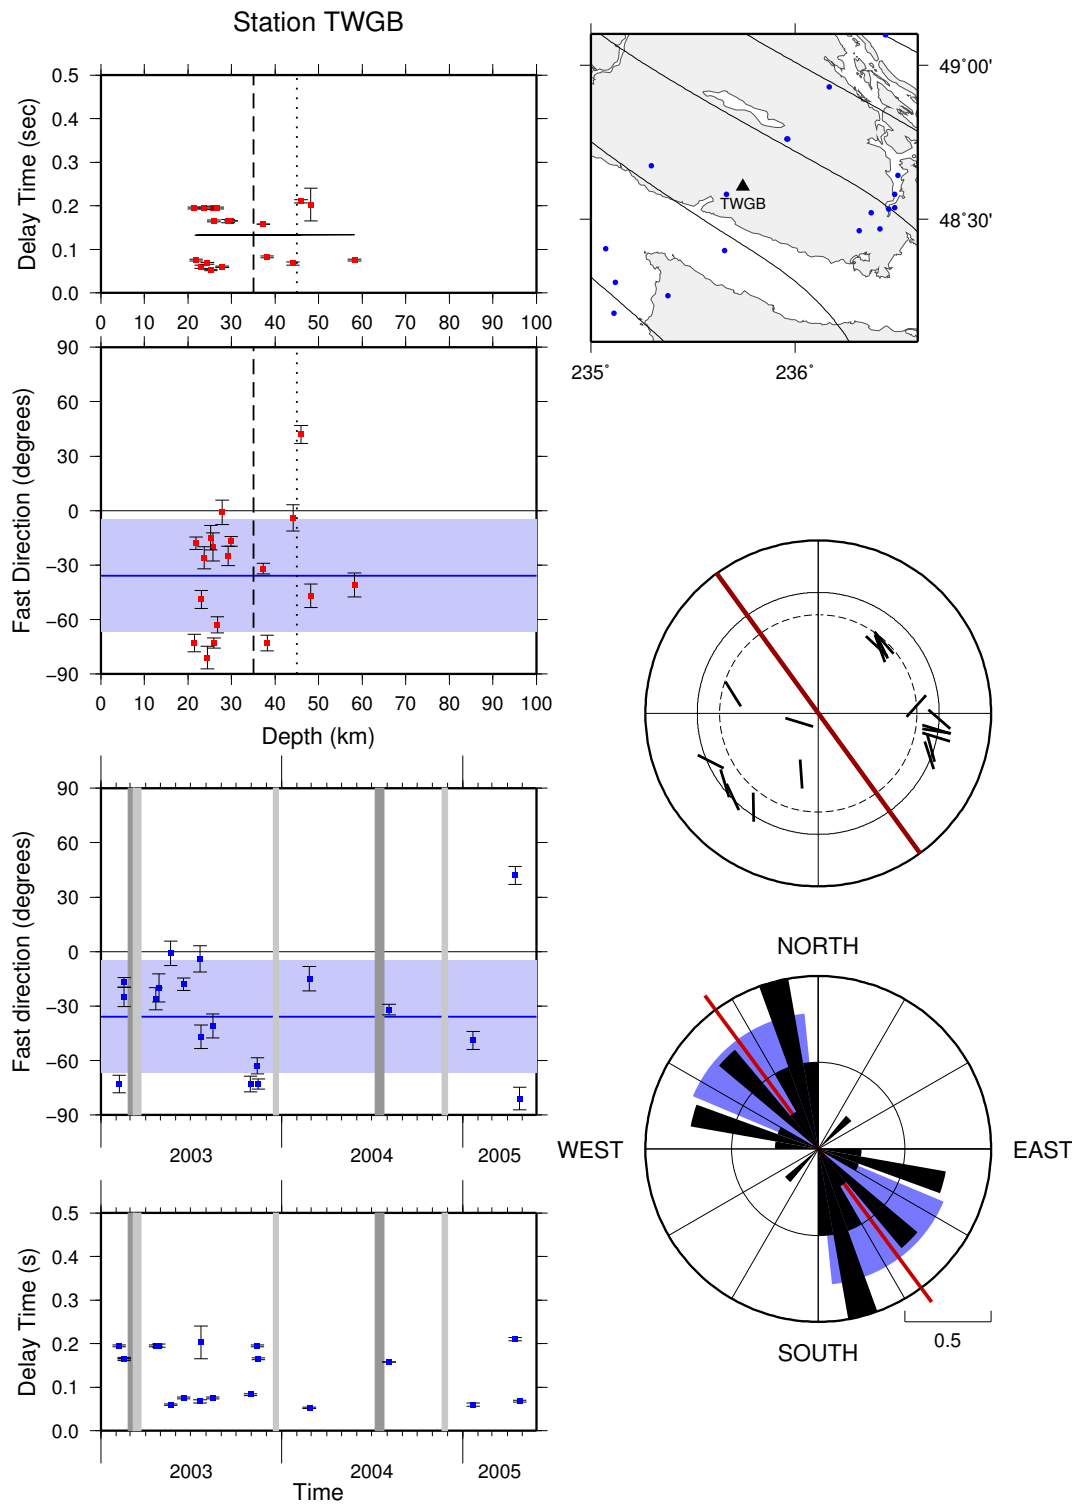 Station TWGB
Delay Time (sec)
0.5
0.4
0.3
0.2
0.1
0.0
0 10 20 30 40 50 60 70 80 90 100
Fast Direction (degrees)
90
60
30
0
−30
−60
−90
0 10 20 30 40 50 60 70 80 90 100
Depth (km)
TWGB
49°00'
48°30'
235°
236°
Fast direction (degrees)
90
60
30
0
−30
−60
−90
2003 2004 2005
Delay Time (s)
0.5
0.4
0.3
0.2
0.1
0.0
2003 2004 2005
Time
NORTH
WEST
EAST
SOUTH
0.5